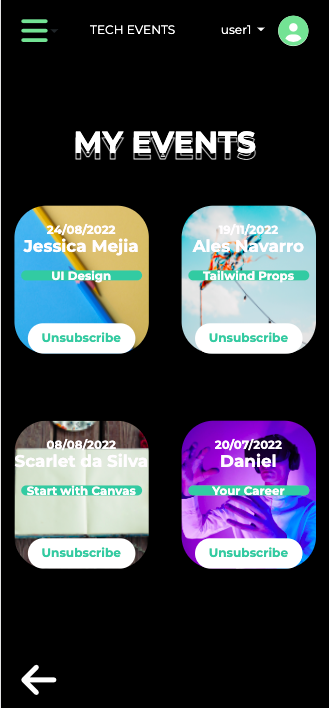 TECH EVENTS
user1
MY EVENTS
24/08/2022
Jessica Mejia
UI Design
Unsubscribe
19/11/2022
Ales Navarro
Tailwind Props
Unsubscribe
08/08/2022
Scarlet da Silva
Start with Canvas
Unsubscribe
20/07/2022
Daniel
Your Career
Unsubscribe